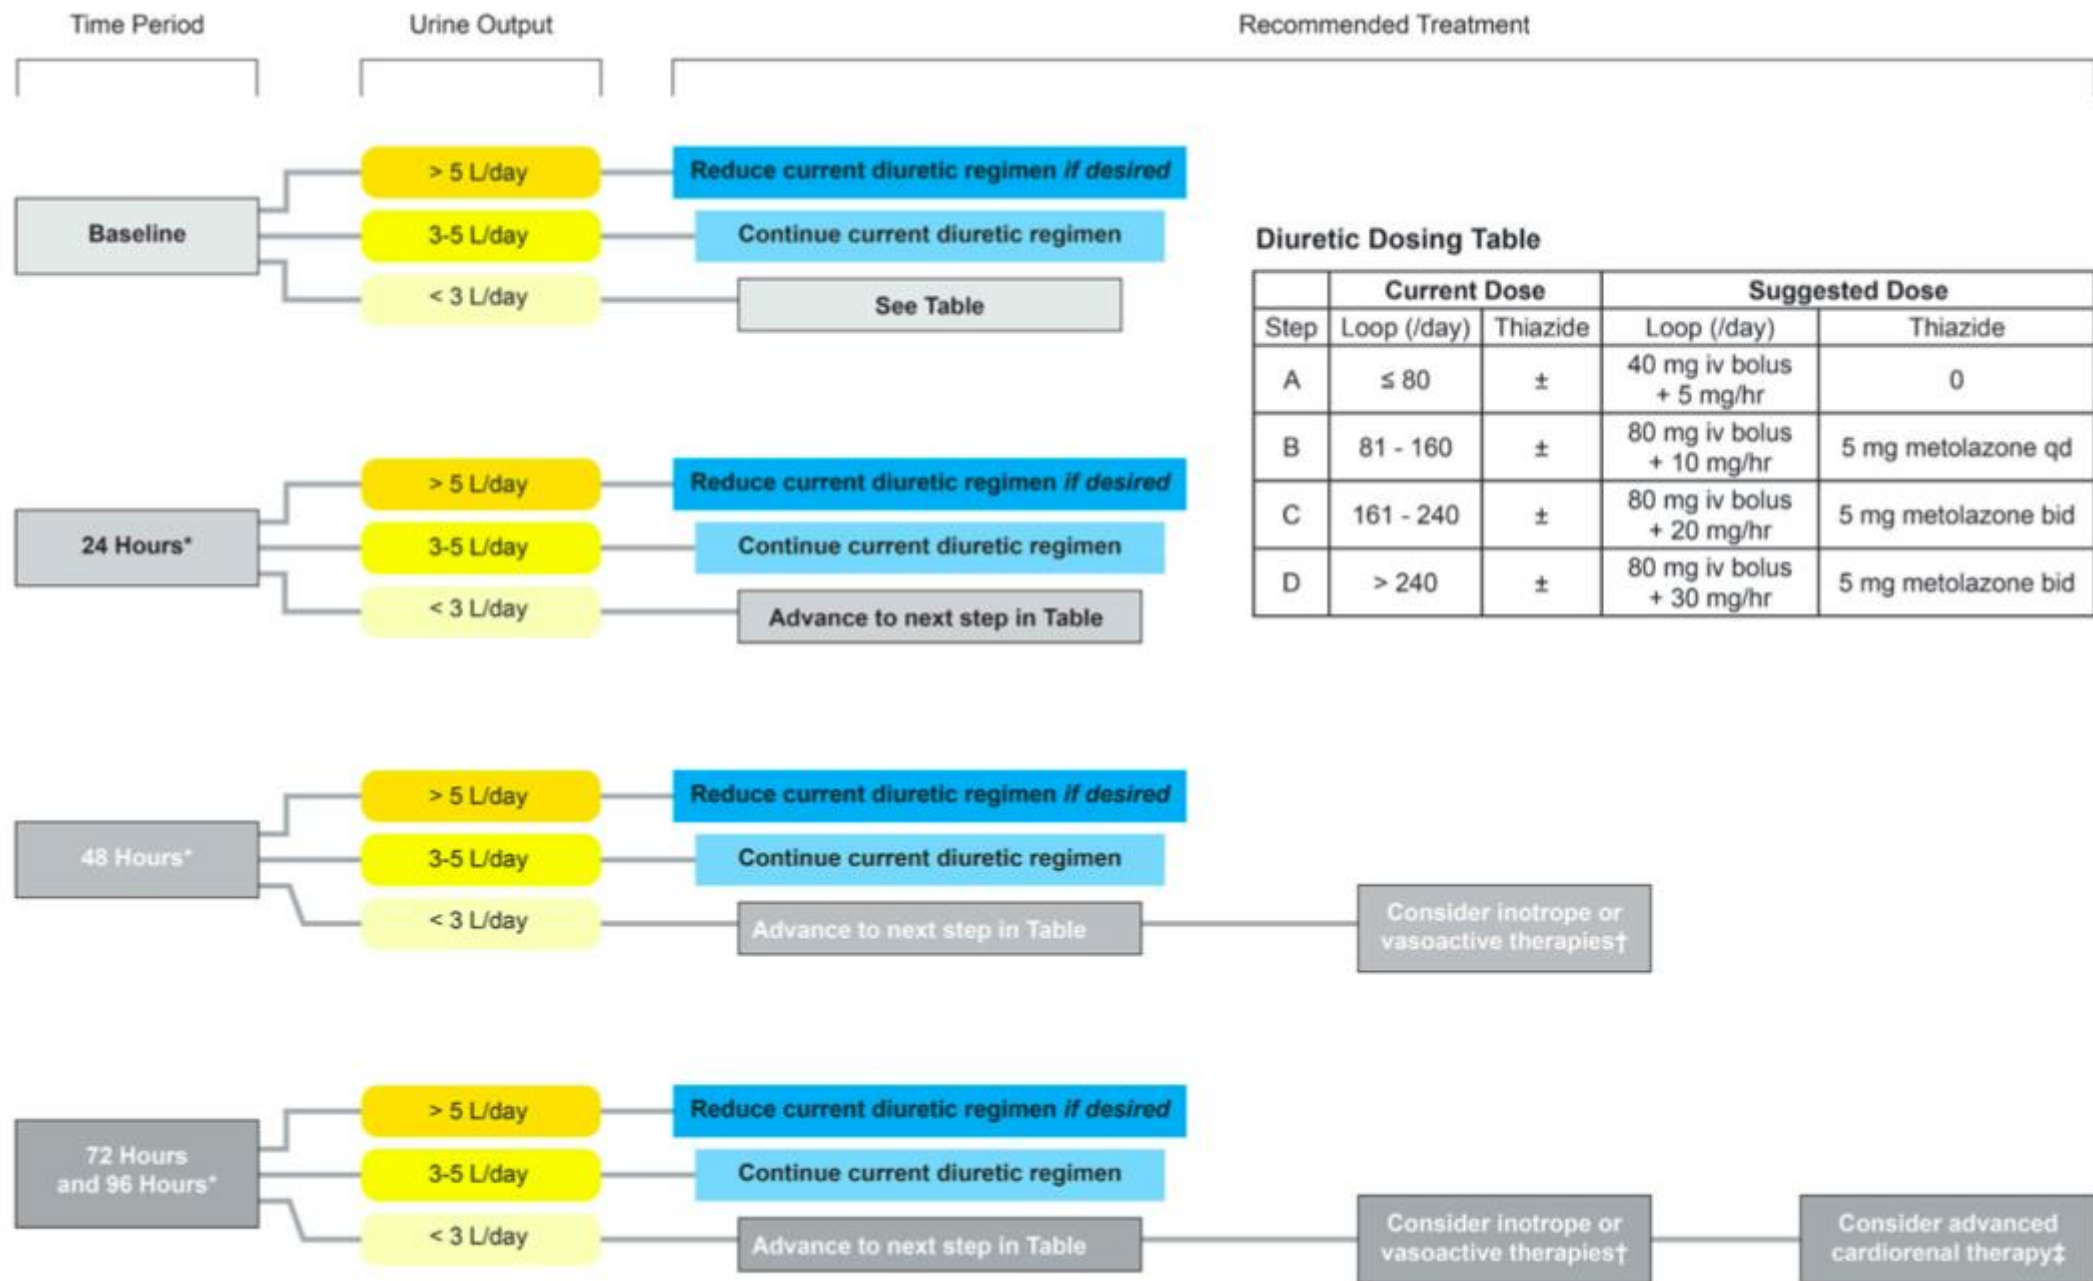 Time Period
Urine Output
Recommended Treatment
Baseline
> 5 L/day
Reduce current diuretic regimen if desired
3-5 L/day
Continue current diuretic regimen
< 3 L/day
See Table
Diuretic Dosing Table
Current Dose
Suggested Dose
Step
Loop (/day)
Thiazide
Loop (/day)
Thiazide
A
≤ 80
±
40 mg iv bolus
+ 5 mg/hr
0
B
81 - 160
±
80 mg iv bolus
+ 10 mg/hr
5 mg metolazone qd
C
161 - 240
±
80 mg iv bolus
+ 20 mg/hr
5 mg metolazone bid
D
> 240
±
80 mg iv bolus
+ 30 mg/hr
5 mg metolazone bid
24 Hours*
> 5 L/day
Reduce current diuretic regimen if desired
3-5 L/day
Continue current diuretic regimen
< 3 L/day
Advance to next step in Table
48 Hours*
> 5 L/day
Reduce current diuretic regimen if desired
3-5 L/day
Continue current diuretic regimen
< 3 L/day
Advance to next step in Table
Consider inotrope or
vasoactive therapies†
72 Hours
and 96 Hours*
> 5 L/day
Reduce current diuretic regimen if desired
3-5 L/day
Continue current diuretic regimen
< 3 L/day
Advance to next step in Table
Consider inotrope or
vasoactive therapies†
Consider advanced
cardiorenal therapy‡